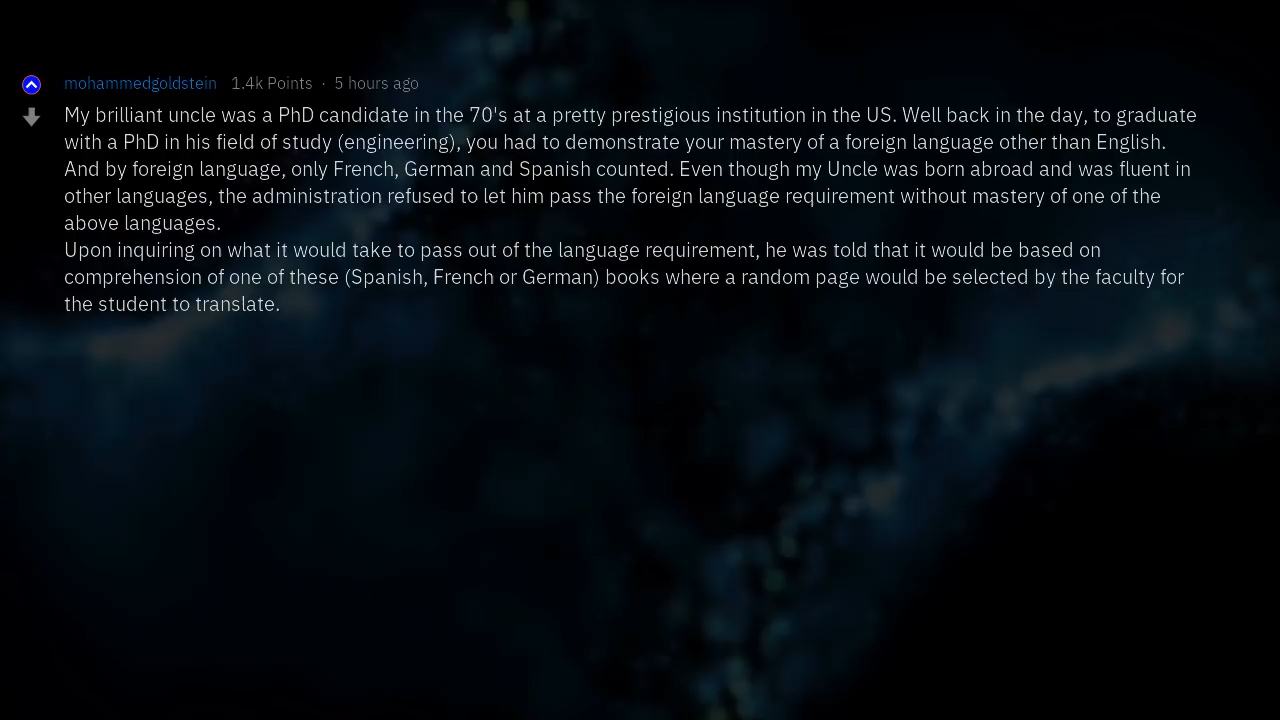 mohammedgoldstein 1.4k Points · 5 hours ago
My brilliant uncle was a PhD candidate in the 70's at a pretty prestigious institution in the US. Well back in the day, to graduate
with a PhD in his field of study (engineering), you had to demonstrate your mastery of a foreign language other than English.
And by foreign language, only French, German and Spanish counted. Even though my Uncle was born abroad and was fluent in
other languages, the administration refused to let him pass the foreign language requirement without mastery of one of the
above languages.
Upon inquiring on what it would take to pass out of the language requirement, he was told that it would be based on
comprehension of one of these (Spanish, French or German) books where a random page would be selected by the faculty for
the student to translate.